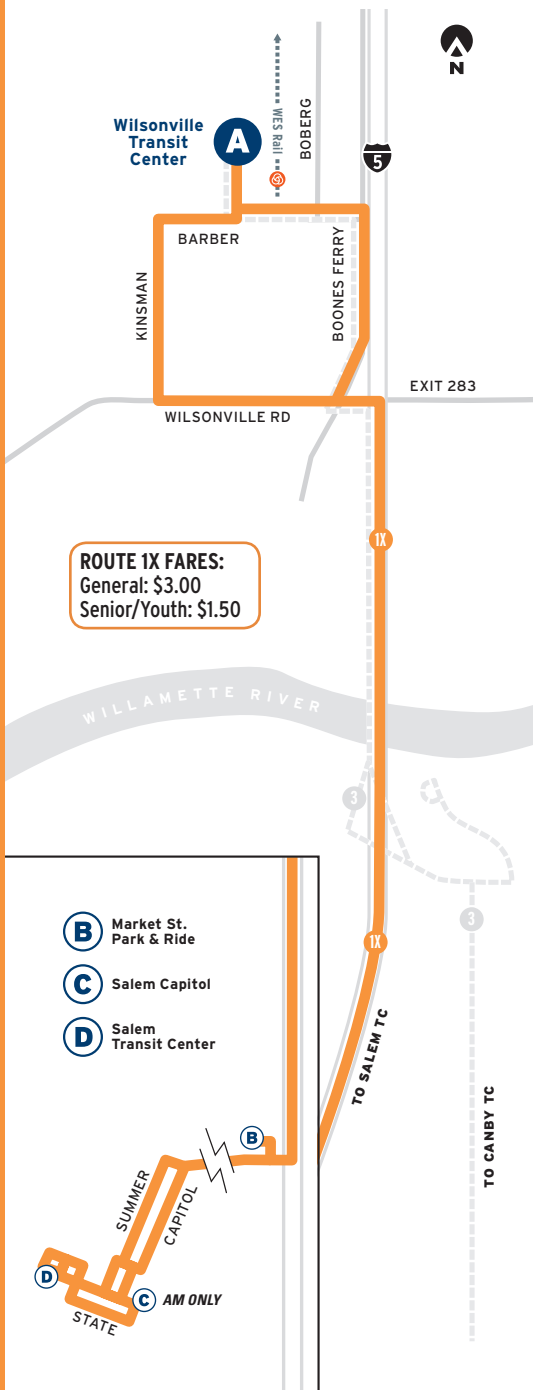 N
Wilsonville
Transit
Center
A
WES Rail
BOBERG
5
BARBER
KINSMAN
BOONES FERRY
EXIT 283
WILSONVILLE RD
1X
ROUTE 1X FARES:
General: $3.00
Senior/Youth: $1.50
WILLAMETTE RIVER
3
3
1X
TO SALEM TC
TO CANBY TC
B
Market St.
Park & Ride
C
Salem Capitol
D
Salem
Transit Center
B
SUMMER
CAPITOL
D
C
AM ONLY
STATE